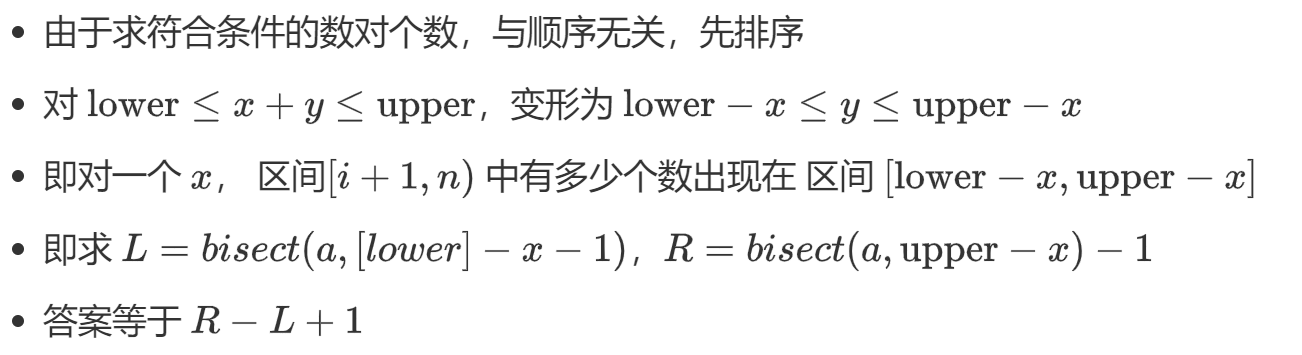 • 由于求符合条件的数对个数，与顺序无关，先排序
• 对 lower ≤ x + y ≤ upper，变形为 lower − x ≤ y ≤ upper − x
• 即对一个 x， 区间[i + 1, n) 中有多少个数出现在 区间 [lower − x, upper − x]
• 即求 L = bisect(a, [lower] − x − 1)，R = bisect(a, upper − x) − 1
• 答案等于 R − L + 1